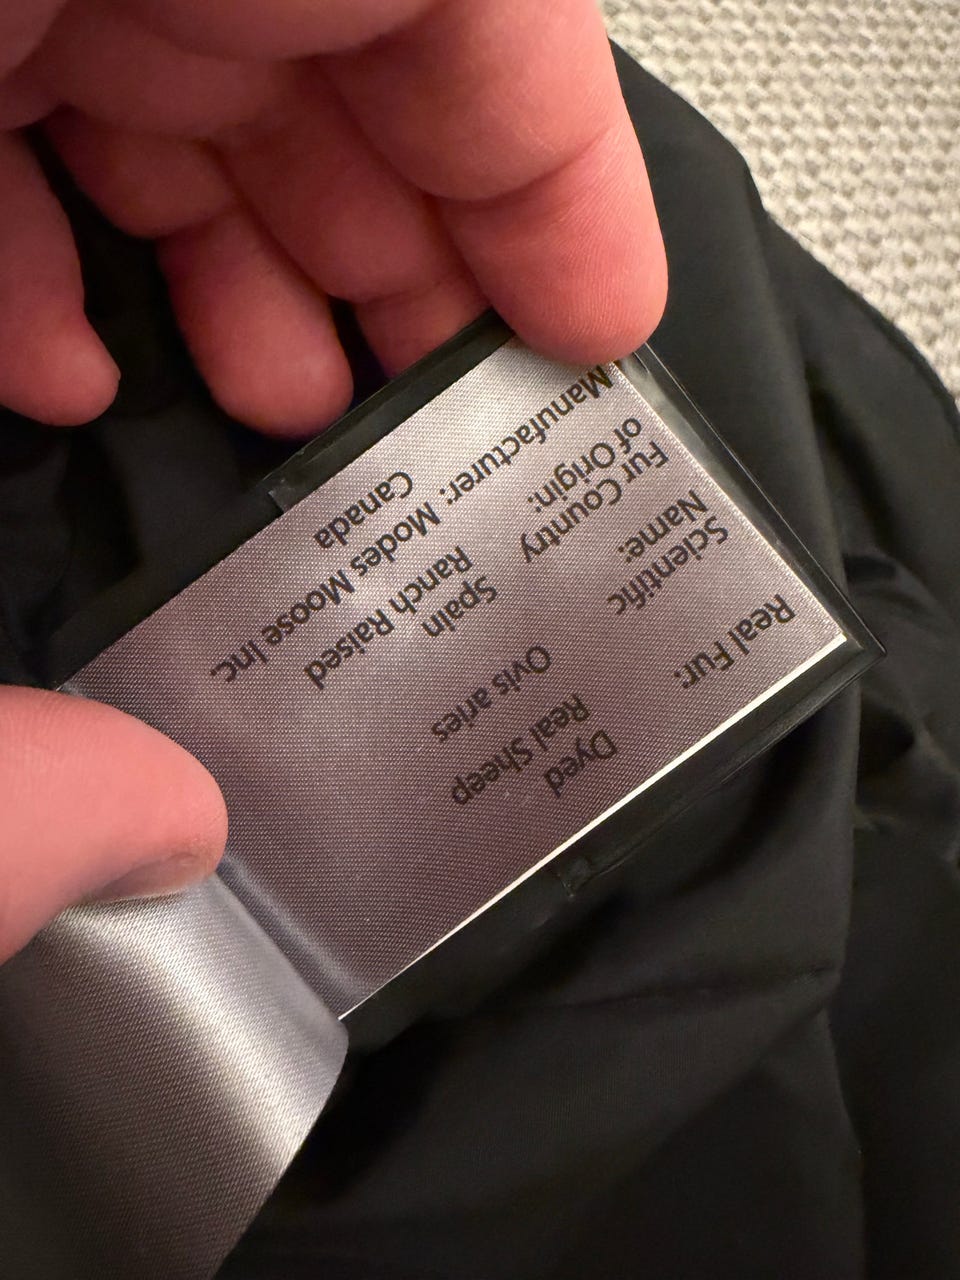 Real Fur: Dyed
Real Sheep
Scientific Ovis aries
Name:
Fur Country Spain
of Origin: Ranch Raised
Manufacturer: Modes Moose Inc.
Canada